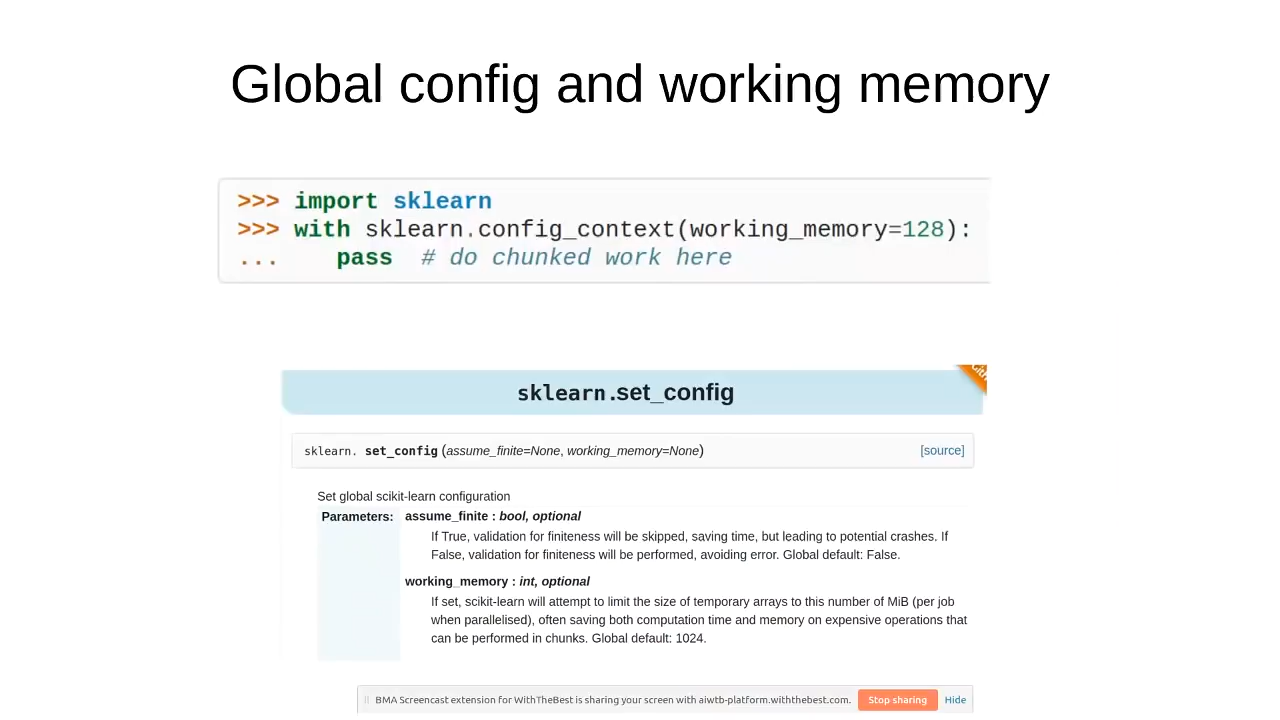 Global config and working memory
>>> import sklearn
>>> with sklearn.config_context(working_memory=128):
...    pass  # do chunked work here
sklearn.set_config
sklearn. set_config (assume_finite=None, working_memory=None)
[source]
Set global scikit-learn configuration
Parameters: assume_finite : bool, optional
If True, validation for finiteness will be skipped, saving time, but leading to potential crashes. If
False, validation for finiteness will be performed, avoiding error. Global default: False.
working_memory : int, optional
If set, scikit-learn will attempt to limit the size of temporary arrays to this number of MiB (per job
when parallelised), often saving both computation time and memory on expensive operations that
can be performed in chunks. Global default: 1024.
BMA Screencast extension for WithTheBest is sharing your screen with aiwtb-platform.withthebest.com. Stop sharing Hide